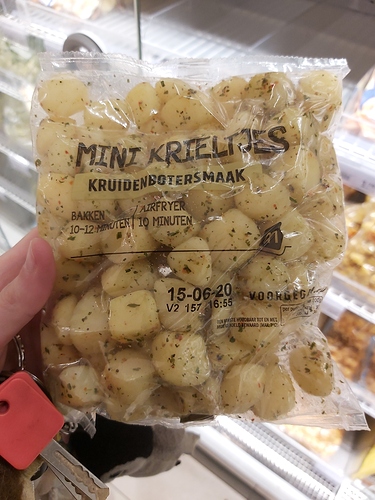 MINI KRIELTJES
KRUIDENBOTERSMAAK
BAKKEN
10-12 MINUTEN
AIRFRYER
10 MINUTEN
15-06-20
V2 157 16:55
VOORGEG